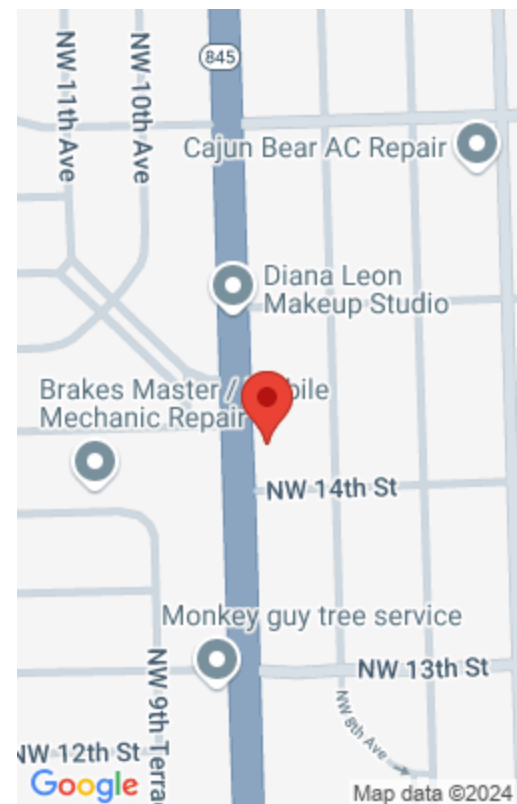 845
NW 11th Ave
NW 10th Ave
Cajun Bear AC Repair
Diana Leon
Makeup Studio
Brakes Master / bile
Mechanic Repair
NW 14th St
Monkey guy tree service
NW 13th St
NW 9th Terra
NW 8th Ave
NW 12th St
Google
Map data ©2024